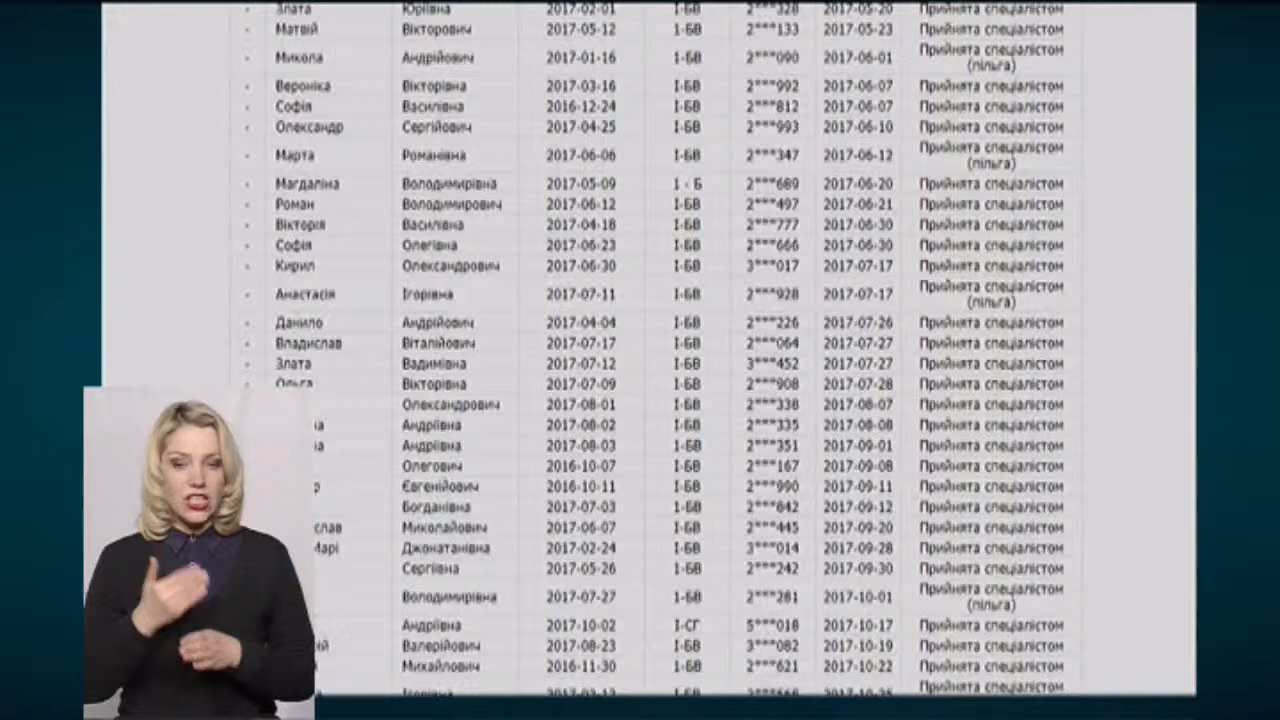 Злата Юріївна 2017-02-01 І-БВ 2***328 2017-05-20 Прийнята спеціалістом
- Матвій Вікторович 2017-05-12 1-БВ 2***133 2017-05-23 Прийнята спеціалістом
- Микола Андрійович 2017-01-16 1-БВ 2***090 2017-06-01 Прийнята спеціалістом
(пільга)
- Вероніка Вікторівна 2017-03-16 І-БВ 2***992 2017-06-07 Прийнята спеціалістом
- Софія Василівна 2016-12-24 І-БВ 2***812 2017-06-07 Прийнята спеціалістом
- Олександр Сергійович 2017-04-25 І-БВ 2***993 2017-06-10 Прийнята спеціалістом
- Марта Романівна 2017-06-06 І-БВ 2***347 2017-06-12 Прийнята спеціалістом
(пільга)
- Магдаліна Володимирівна 2017-05-09 1 - Б 2***689 2017-06-20 Прийнята спеціалістом
- Роман Володимирович 2017-06-12 І-БВ 2***497 2017-06-21 Прийнята спеціалістом
- Вікторія Василівна 2017-04-18 І-БВ 2***777 2017-06-30 Прийнята спеціалістом
- Софія Олегівна 2017-06-23 І-БВ 2***666 2017-06-30 Прийнята спеціалістом
- Кирил Олександрович 2017-06-30 І-БВ 3***017 2017-07-17 Прийнята спеціалістом
- Анастасія Ігорівна 2017-07-11 І-БВ 2***928 2017-07-17 Прийнята спеціалістом
(пільга)
- Данило Андрійович 2017-04-04 І-БВ 2***226 2017-07-26 Прийнята спеціалістом
- Владислав Віталійович 2017-07-17 І-БВ 2***064 2017-07-27 Прийнята спеціалістом
- Злата Вадимівна 2017-07-12 І-БВ 3***452 2017-07-27 Прийнята спеціалістом
Ольга Вікторівна 2017-07-09 І-БВ 2***908 2017-07-28 Прийнята спеціалістом
Олександрович 2017-08-01 І-БВ 2***338 2017-08-07 Прийнята спеціалістом
на Андріївна 2017-08-02 І-БВ 2***335 2017-08-08 Прийнята спеціалістом
на Андріївна 2017-08-03 І-БВ 2***351 2017-09-01 Прийнята спеціалістом
Олегович 2016-10-07 І-БВ 2***167 2017-09-08 Прийнята спеціалістом
р Євгенійович 2016-10-11 І-БВ 2***990 2017-09-11 Прийнята спеціалістом
Богданівна 2017-07-03 1-БВ 2***842 2017-09-12 Прийнята спеціалістом
слав Миколайович 2017-06-07 І-БВ 2***445 2017-09-20 Прийнята спеціалістом
Марі Джонатанівна 2017-02-24 І-БВ 3***014 2017-09-28 Прийнята спеціалістом
Сергіївна 2017-05-26 1-БВ 2***242 2017-09-30 Прийнята спеціалістом
Володимирівна 2017-07-27 1-БВ 2***281 2017-10-01 Прийнята спеціалістом
(пільга)
Андріївна 2017-10-02 І-СГ 5***018 2017-10-17 Прийнята спеціалістом
ій Валерійович 2017-08-23 І-БВ 3***082 2017-10-19 Прийнята спеціалістом
й Михайлович 2016-11-30 1-БВ 2***621 2017-10-22 Прийнята спеціалістом
Ігорівна Прийнята спеціалістом